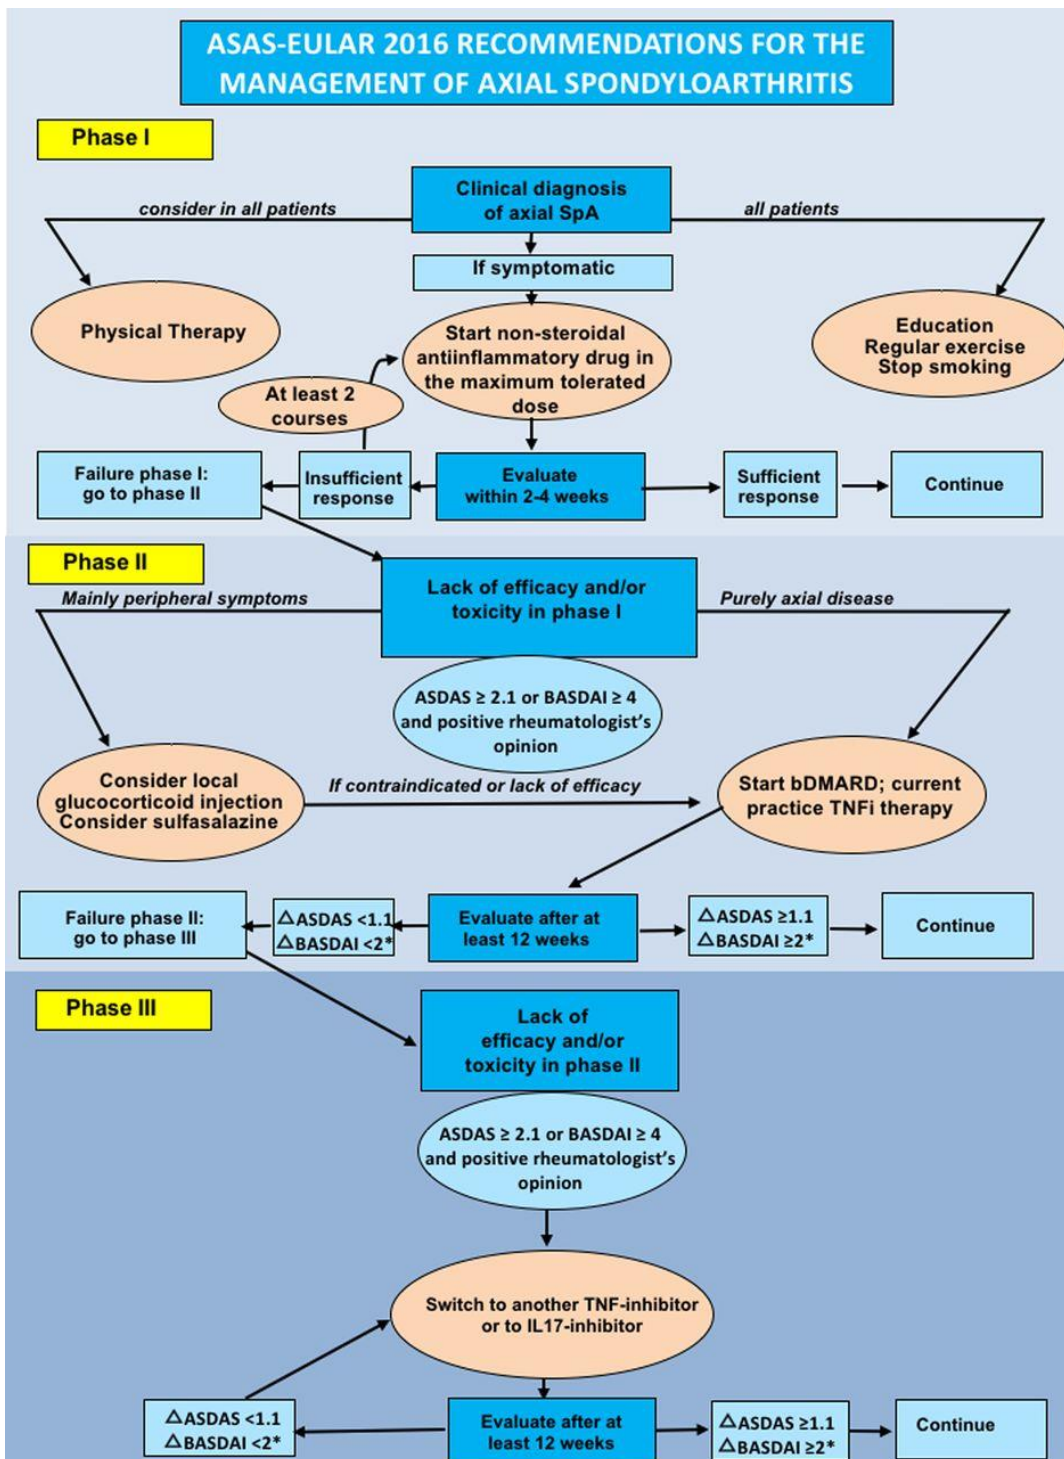 ASAS-EULAR 2016 RECOMMENDATIONS FOR THE
MANAGEMENT OF AXIAL SPONDYLOARTHRITIS
Phase I
Clinical diagnosis
of axial SpA
consider in all patients
all patients
If symptomatic
Physical Therapy
Start non-steroidal
antiinflammatory drug in
the maximum tolerated
dose
Education
Regular exercise
Stop smoking
At least 2
courses
Failure phase I:
go to phase II
Insufficient
response
Evaluate
within 2-4 weeks
Sufficient
response
Continue
Phase II
Lack of efficacy and/or
toxicity in phase I
Mainly peripheral symptoms
Purely axial disease
ASDAS ≥ 2.1 or BASDAI ≥ 4
and positive rheumatologist's
opinion
Consider local
glucocorticoid injection
Consider sulfasalazine
If contraindicated or lack of efficacy
Start bDMARD; current
practice TNFi therapy
Failure phase II:
go to phase III
△ASDAS <1.1
△BASDAI <2*
Evaluate after at
least 12 weeks
△ASDAS ≥1.1
△BASDAI ≥2*
Continue
Phase III
Lack of
efficacy and/or
toxicity in phase II
ASDAS ≥ 2.1 or BASDAI ≥ 4
and positive rheumatologist's
opinion
Switch to another TNF-inhibitor
or to IL17-inhibitor
△ASDAS <1.1
△BASDAI <2*
Evaluate after at
least 12 weeks
△ASDAS ≥1.1
△BASDAI ≥2*
Continue